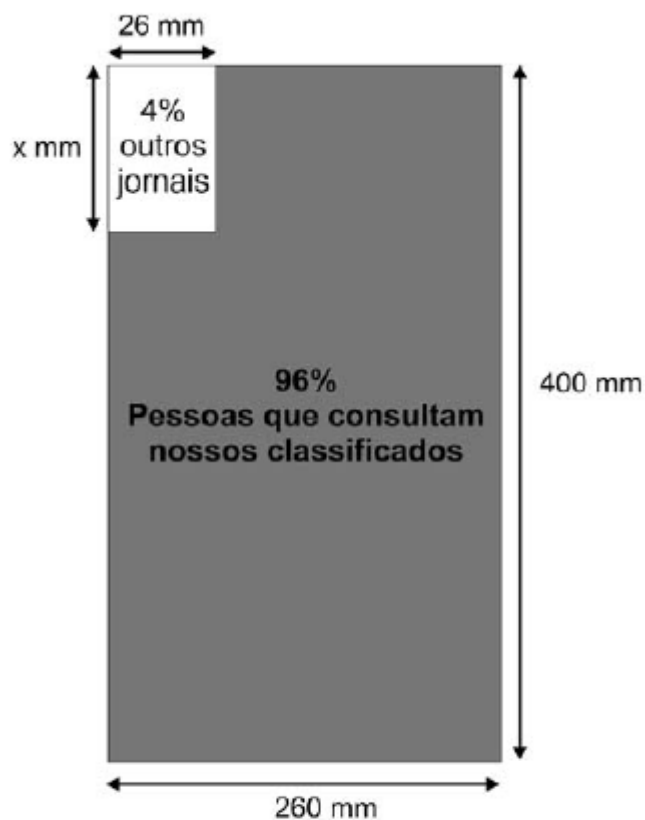 26 mm
4%
outros
jornais
x mm
96%
Pessoas que consultam
nossos classificados
400 mm
260 mm